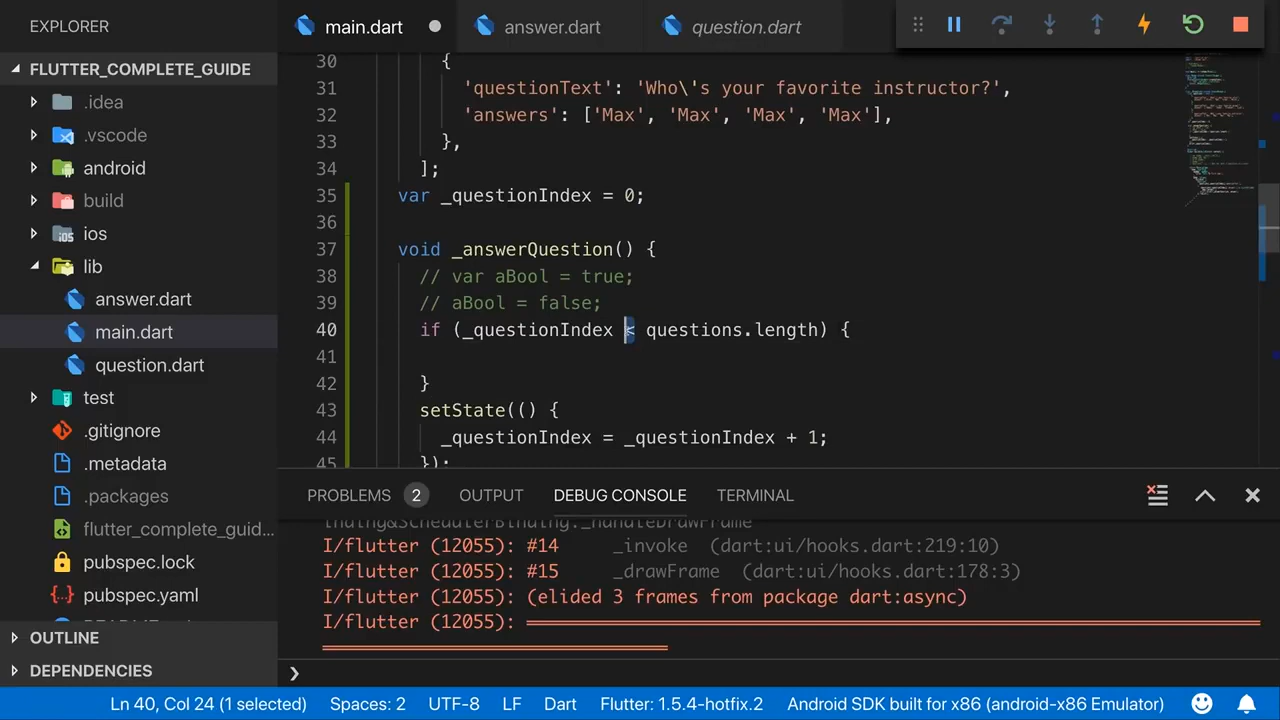 EXPLORER
main.dart
answer.dart
question.dart
FLUTTER_COMPLETE_GUIDE
.idea
.vscode
android
build
ios
lib
answer.dart
main.dart
question.dart
test
.gitignore
.metadata
.packages
flutter_complete_guid...
pubspec.lock
pubspec.yaml
OUTLINE
DEPENDENCIES
30 {
31 'questionText': 'Who\'s your favorite instructor?',
32 'answers': ['Max', 'Max', 'Max', 'Max'],
33 },
34 ];
35 var _questionIndex = 0;
36
37 void _answerQuestion() {
38 // var aBool = true;
39 // aBool = false;
40 if (_questionIndex < questions.length) {
41
42 }
43 setState(() {
44 _questionIndex = _questionIndex + 1;
45 });
PROBLEMS 2 OUTPUT DEBUG CONSOLE TERMINAL
inding&SchedulerBinding._handleDrawFrame
I/flutter (12055): #14 _invoke (dart:ui/hooks.dart:219:10)
I/flutter (12055): #15 _drawFrame (dart:ui/hooks.dart:178:3)
I/flutter (12055): (elided 3 frames from package dart:async)
I/flutter (12055): ════════════════════════════════════════
════════════════════
❯
Ln 40, Col 24 (1 selected) Spaces: 2 UTF-8 LF Dart Flutter: 1.5.4-hotfix.2 Android SDK built for x86 (android-x86 Emulator)